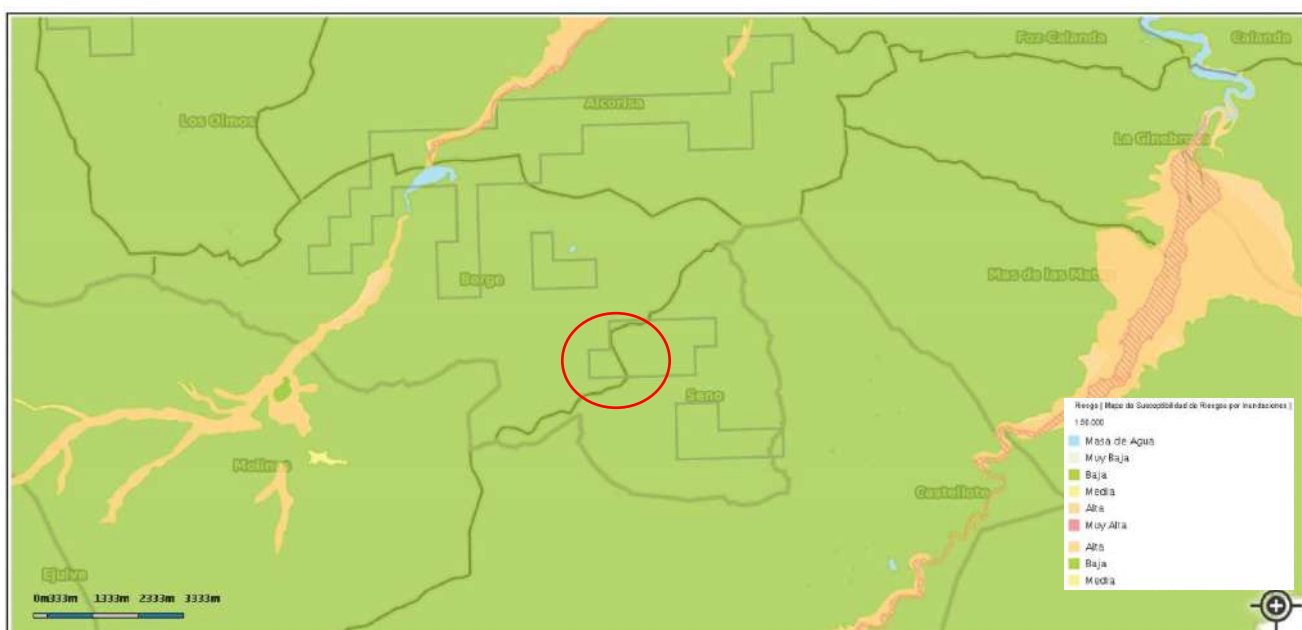 Foz-Calanda
Calanda
Alcorisa
Los Olmos
La Ginebrosa
Berge
Mas de las Matas
Seno
Molinos
Castellote
Ejulve
Riesgo [ Mapa de Susceptibilidad de Riesgos por Inundaciones ]
1:50.000
Masa de Agua
Muy Baja
Baja
Media
Alta
Muy Alta
Alta
Baja
Media
0m333m 1333m 2333m 3333m